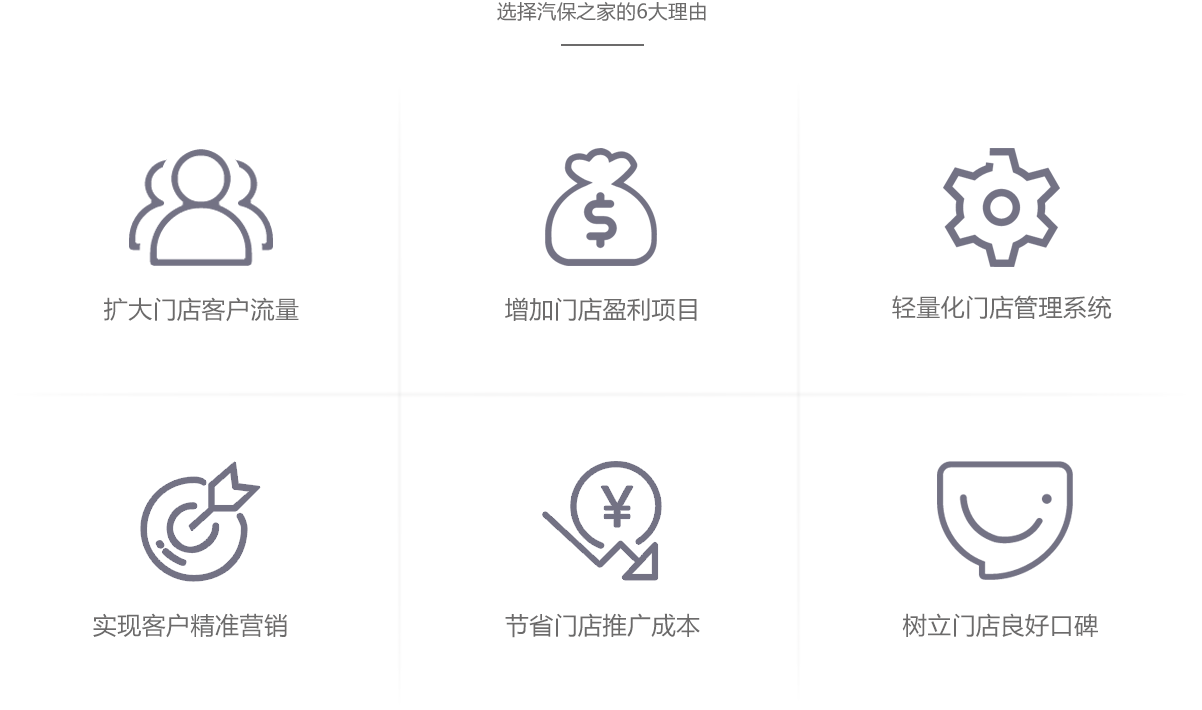 选择汽保之家的6大理由
扩大门店客户流量
增加门店盈利项目
轻量化门店管理系统
实现客户精准营销
节省门店推广成本
树立门店良好口碑